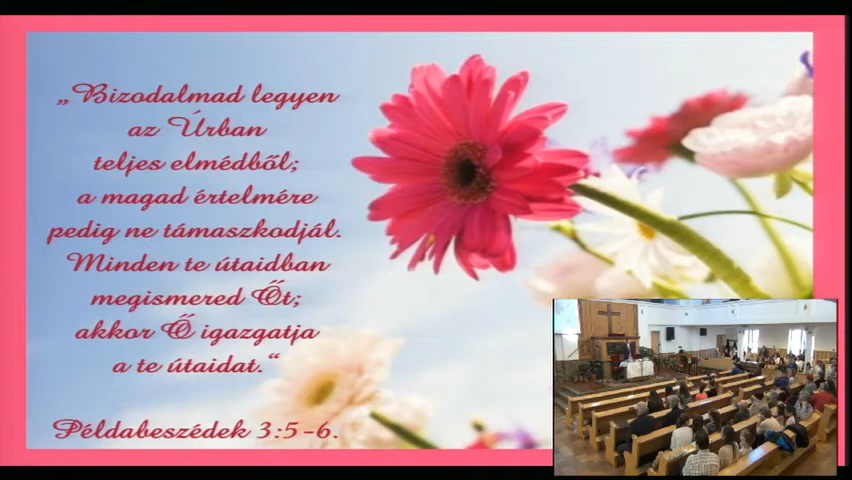 „Bizodalmad legyen
az Úrban
teljes elmédből;
a magad értelmére
pedig ne támaszkodjál.
Minden te útaidban
megismered Őt;
akkor Ő igazgatja
a te útaidat.“
Példabeszédek 3:5-6.